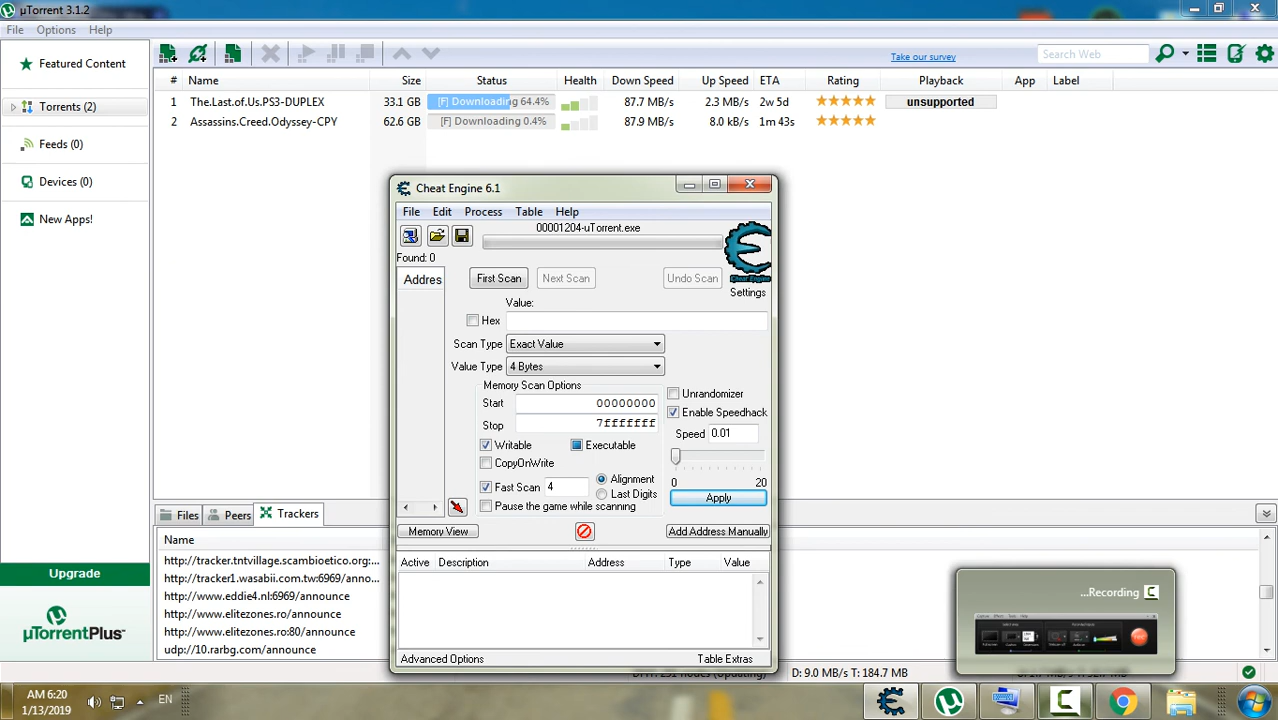 µTorrent 3.1.2
File Options Help
Take our survey
Search Web
Featured Content
Torrents (2)
Feeds (0)
Devices (0)
New Apps!
# Name Size Status Health Down Speed Up Speed ETA Rating Playback App Label
1 The.Last.of.Us.PS3-DUPLEX 33.1 GB [F] Downloading 64.4% 87.7 MB/s 2.3 MB/s 2w 5d unsupported
2 Assassins.Creed.Odyssey-CPY 62.6 GB [F] Downloading 0.4% 87.9 MB/s 8.0 kB/s 1m 43s
Cheat Engine 6.1
File Edit Process Table Help
00001204-uTorrent.exe
Found: 0
Addres
First Scan Next Scan Undo Scan
Cheat Engine
Settings
Value:
Hex
Scan Type Exact Value
Value Type 4 Bytes
Memory Scan Options
Start 00000000
Stop 7fffffff
Unrandomizer
Enable Speedhack
Speed 0.01
Writable Executable
CopyOnWrite
Fast Scan 4 Alignment
Last Digits
0 20
Apply
Pause the game while scanning
Memory View Add Address Manually
Active Description Address Type Value
Advanced Options Table Extras
Files Peers Trackers
Name
http://tracker.tntvillage.scambioetico.org:...
http://tracker1.wasabii.com.tw:6969/anno...
http://www.eddie4.nl:6969/announce
http://www.elitezones.ro/announce
http://www.elitezones.ro:80/announce
udp://10.rarbg.com/announce
Upgrade
µTorrentPlus™
...Recording
D: 9.0 MB/s T: 184.7 MB
AM 6:20
1/13/2019
EN